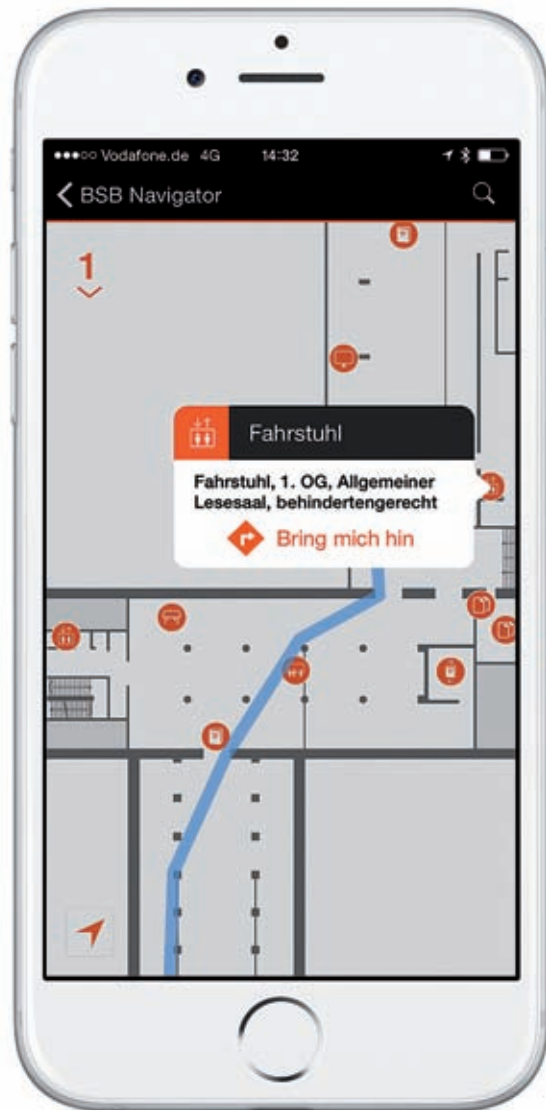 ●●●○○ Vodafone.de 4G 14:32
BSB Navigator
1
Fahrstuhl
Fahrstuhl, 1. OG, Allgemeiner
Lesesaal, behindertengerecht
Bring mich hin